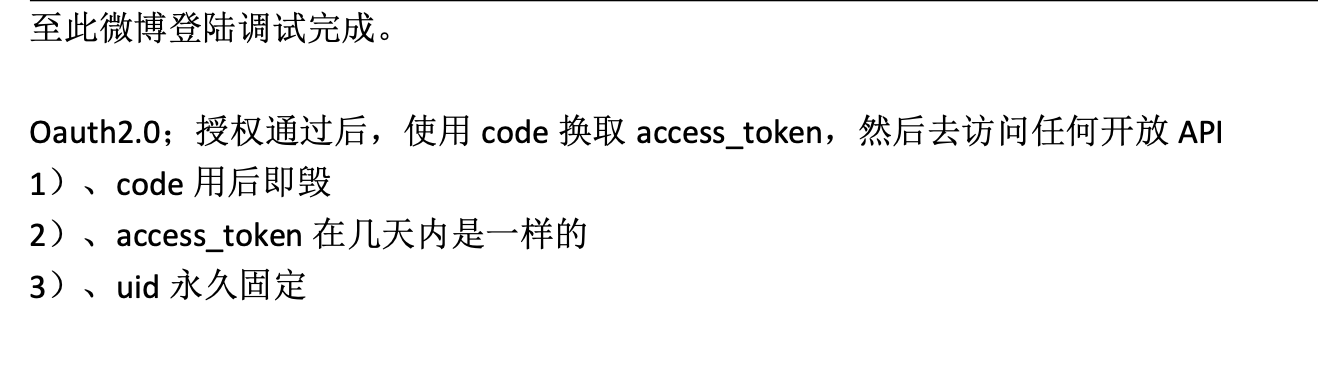 至此微博登陆调试完成。
Oauth2.0；授权通过后，使用 code 换取 access_token，然后去访问任何开放 API
1）、code 用后即毁
2）、access_token 在几天内是一样的
3）、uid 永久固定